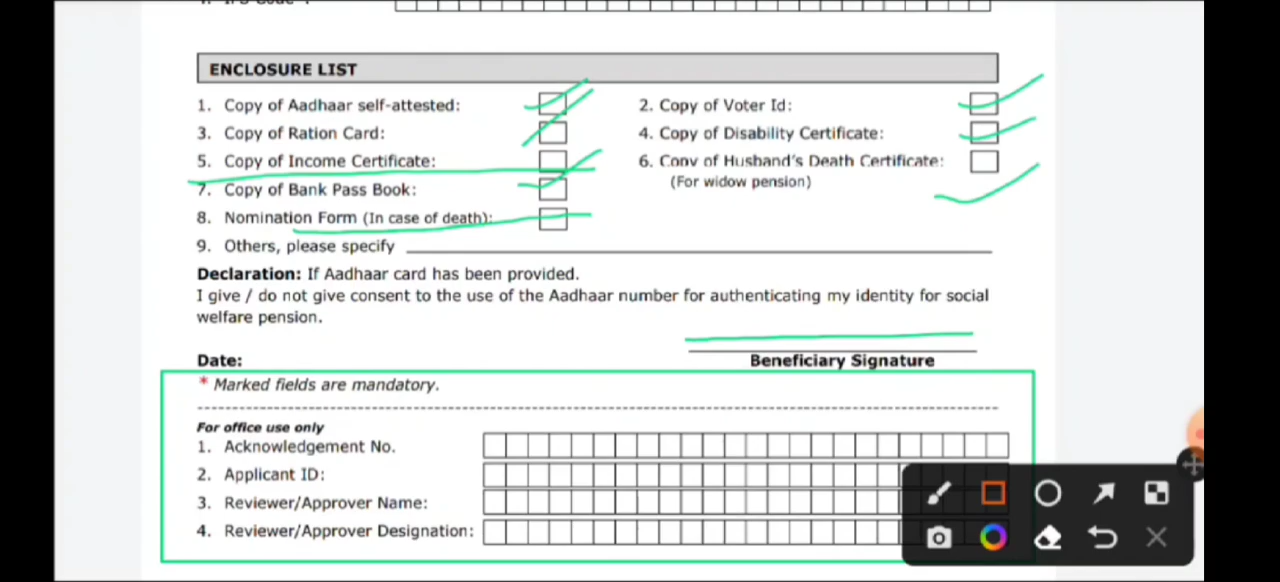 ENCLOSURE LIST
1. Copy of Aadhaar self-attested: 2. Copy of Voter Id:
3. Copy of Ration Card: 4. Copy of Disability Certificate:
5. Copy of Income Certificate: 6. Copy of Husband's Death Certificate:
7. Copy of Bank Pass Book: (For widow pension)
8. Nomination Form (In case of death):
9. Others, please specify
Declaration: If Aadhaar card has been provided.
I give / do not give consent to the use of the Aadhaar number for authenticating my identity for social
welfare pension.
Date: Beneficiary Signature
* Marked fields are mandatory.
For office use only
1. Acknowledgement No.
2. Applicant ID:
3. Reviewer/Approver Name:
4. Reviewer/Approver Designation: